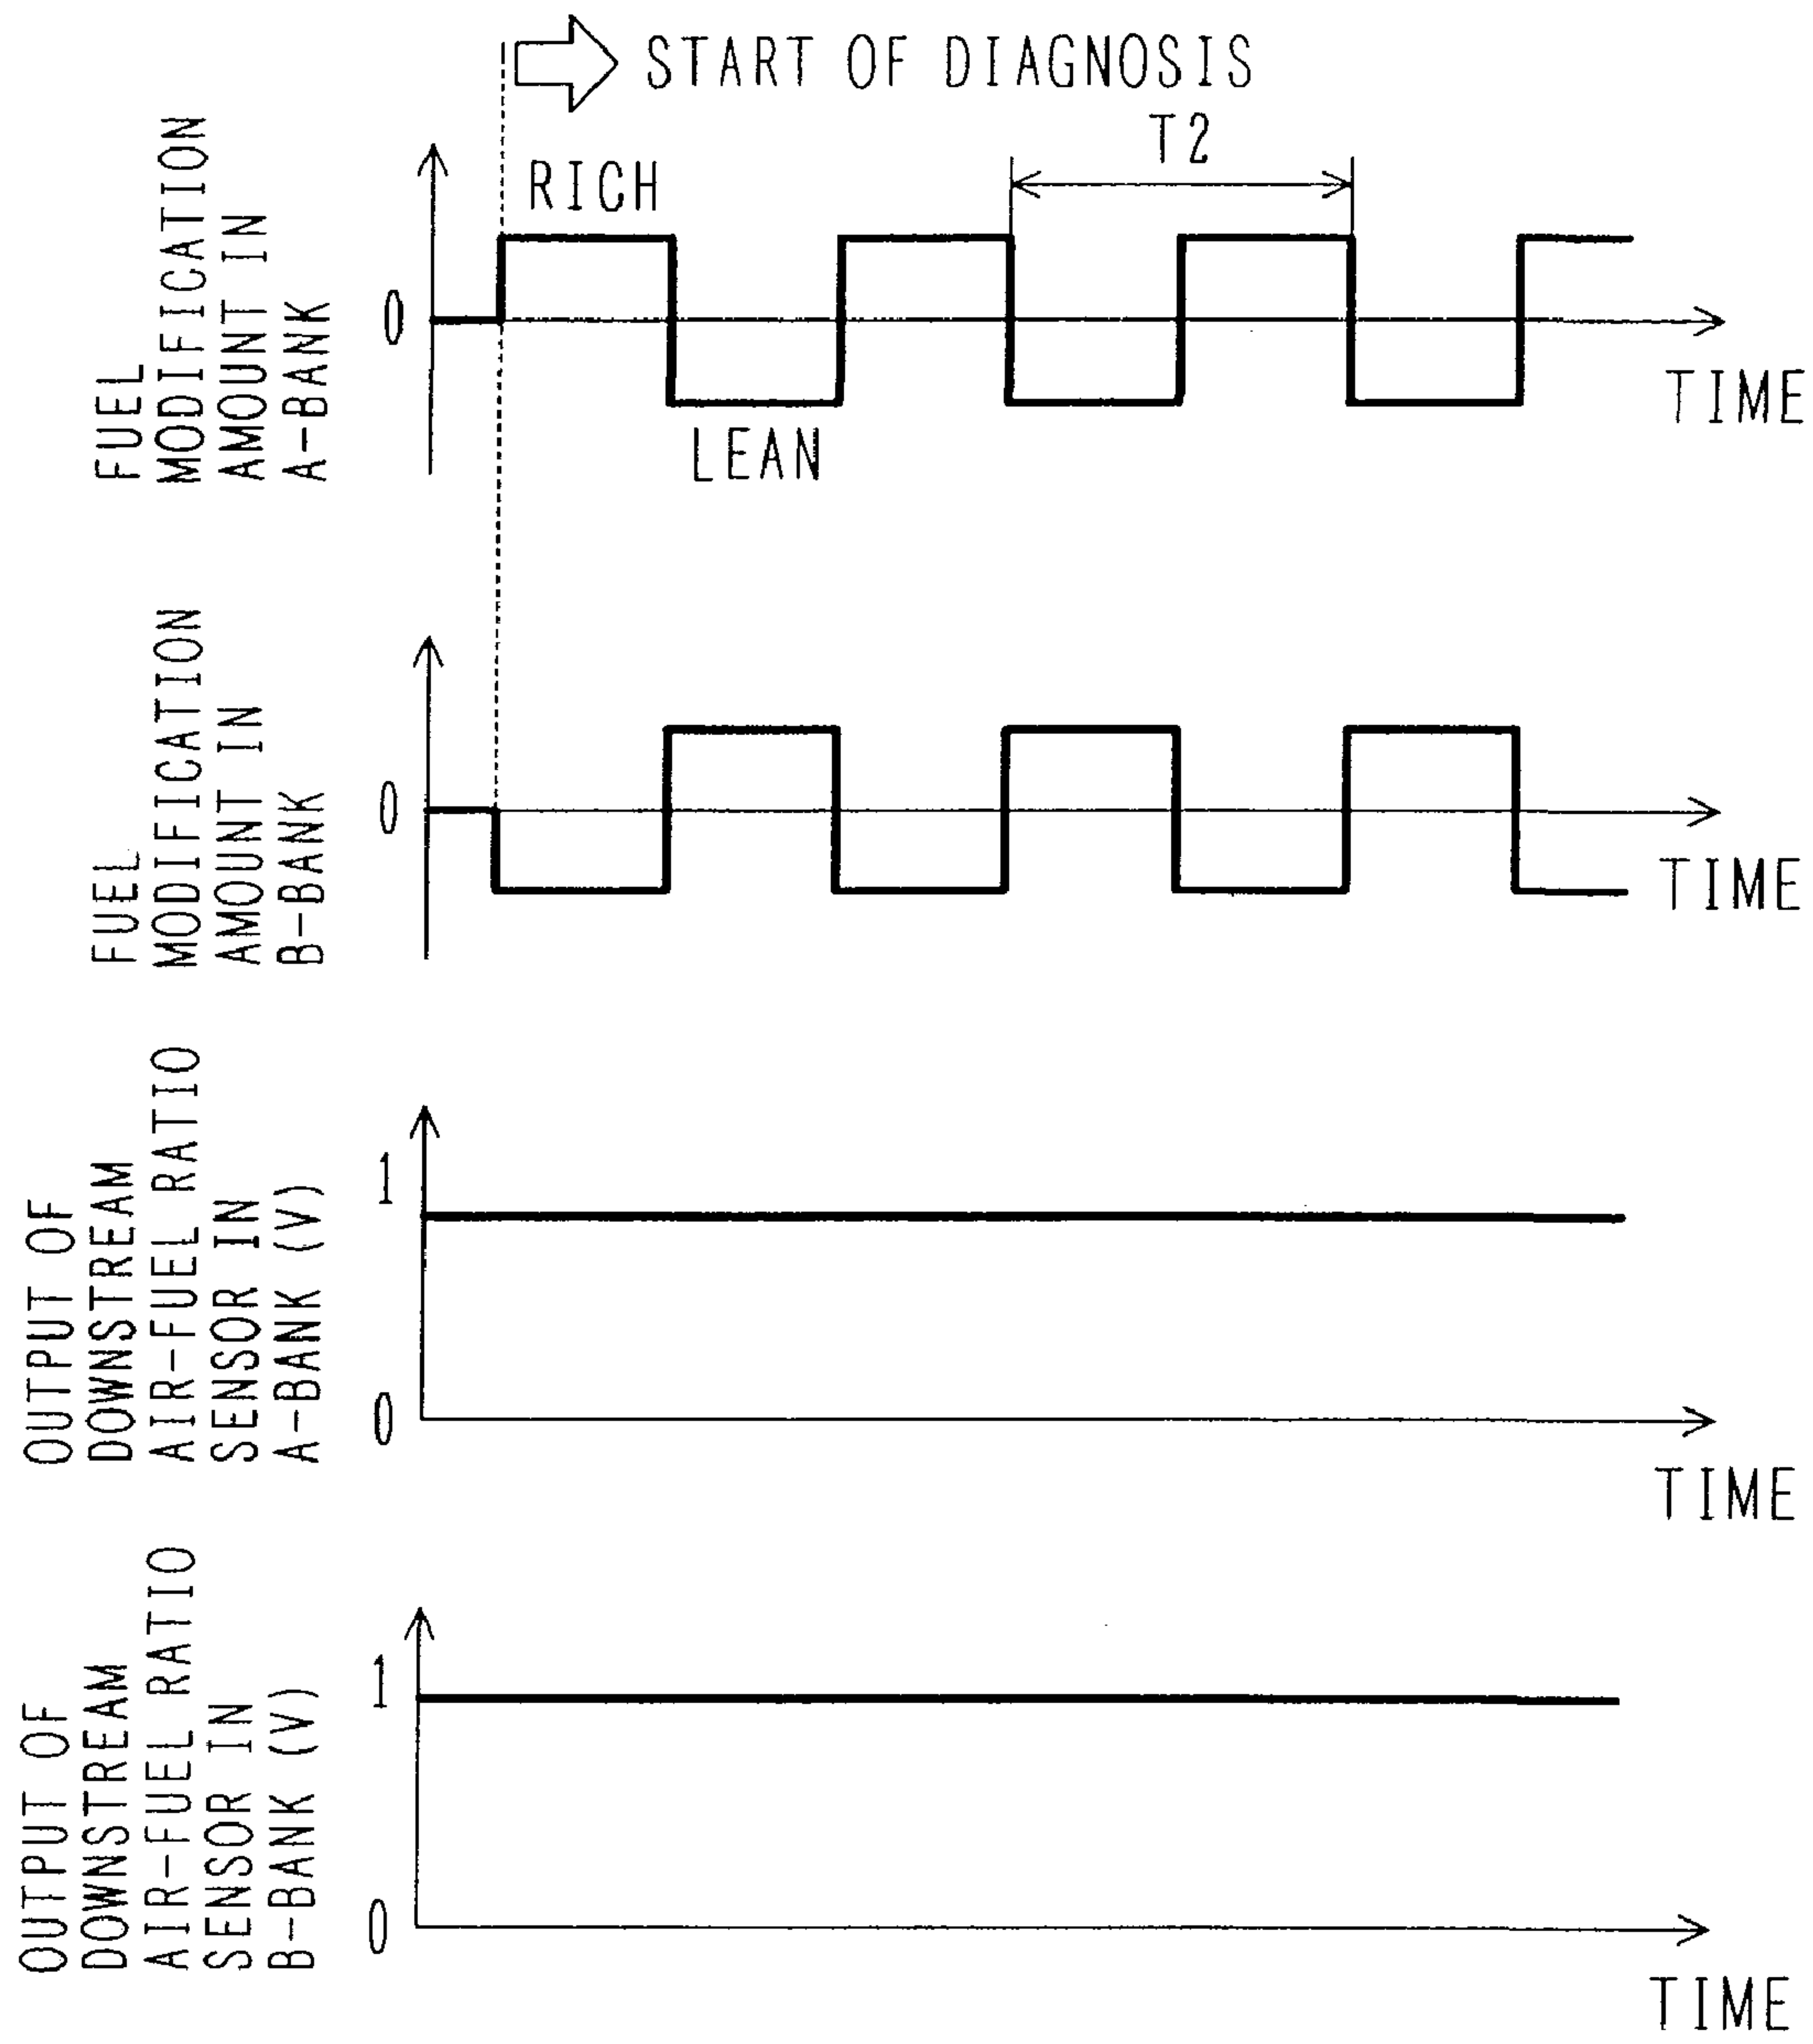 START OF DIAGNOSIS
T2
RICH
FUEL
MODIFICATION
AMOUNT IN
A-BANK
0
TIME
LEAN
FUEL
MODIFICATION
AMOUNT IN
B-BANK
0
TIME
OUTPUT OF
DOWNSTREAM
AIR-FUEL RATIO
SENSOR IN
A-BANK (V)
1
0
TIME
OUTPUT OF
DOWNSTREAM
AIR-FUEL RATIO
SENSOR IN
B-BANK (V)
1
0
TIME